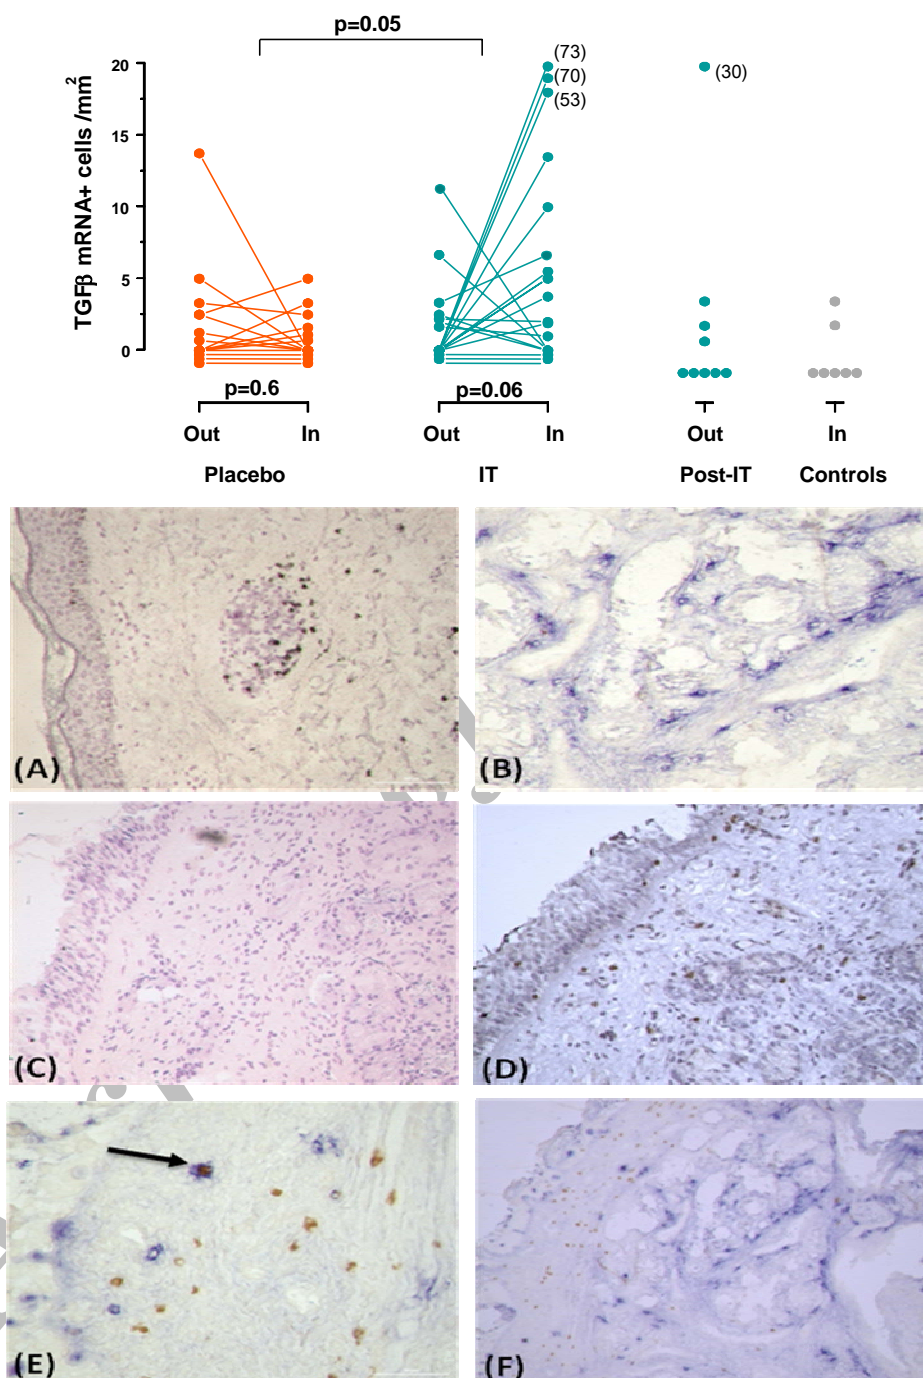 p=0.05
TGFβ mRNA+ cells /mm²
20
15
10
5
0
(73)
(70)
(53)
(30)
p=0.6
p=0.06
Out
In
Out
In
Out
In
Placebo
IT
Post-IT
Controls
(A)
(B)
(C)
(D)
(E)
(F)